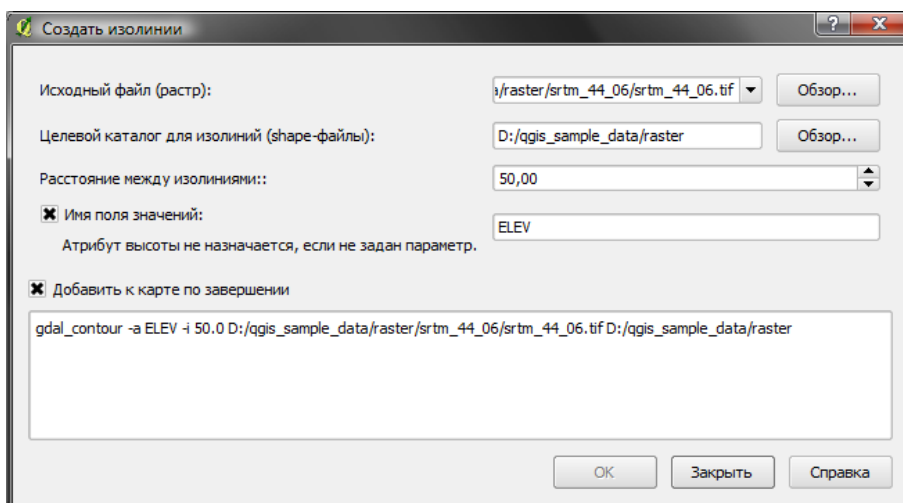 Создать изолинии
Исходный файл (растр): a/raster/srtm_44_06/srtm_44_06.tif Обзор...
Целевой каталог для изолиний (shape-файлы): D:/qgis_sample_data/raster Обзор...
Расстояние между изолиниями:: 50,00
Имя поля значений: ELEV
Атрибут высоты не назначается, если не задан параметр.
Добавить к карте по завершении
gdal_contour -a ELEV -i 50.0 D:/qgis_sample_data/raster/srtm_44_06/srtm_44_06.tif D:/qgis_sample_data/raster
OK Закрыть Справка